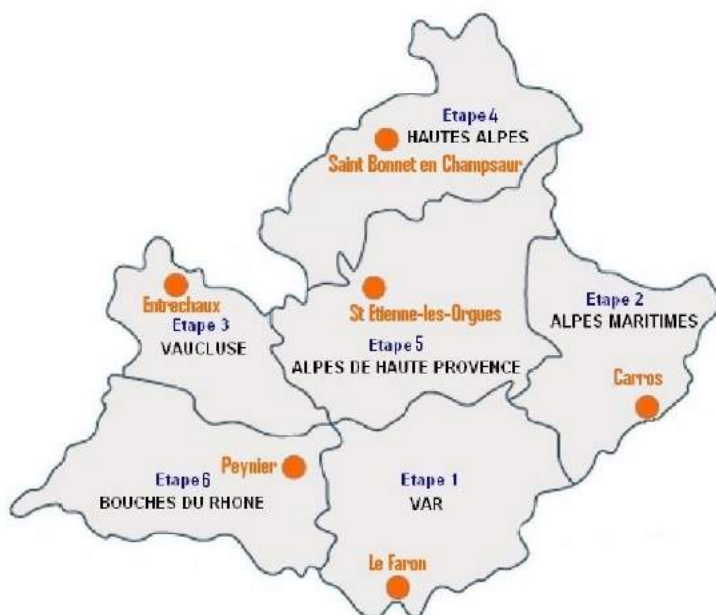 Etape 4
HAUTES ALPES
Saint Bonnet en Champsaur
Entrechaux
Etape 3
VAUCLUSE
St Etienne-les-Orgues
Etape 5
ALPES DE HAUTE PROVENCE
Etape 2
ALPES MARITIMES
Carros
Peynier
Etape 6
BOUCHES DU RHONE
Etape 1
VAR
Le Faron